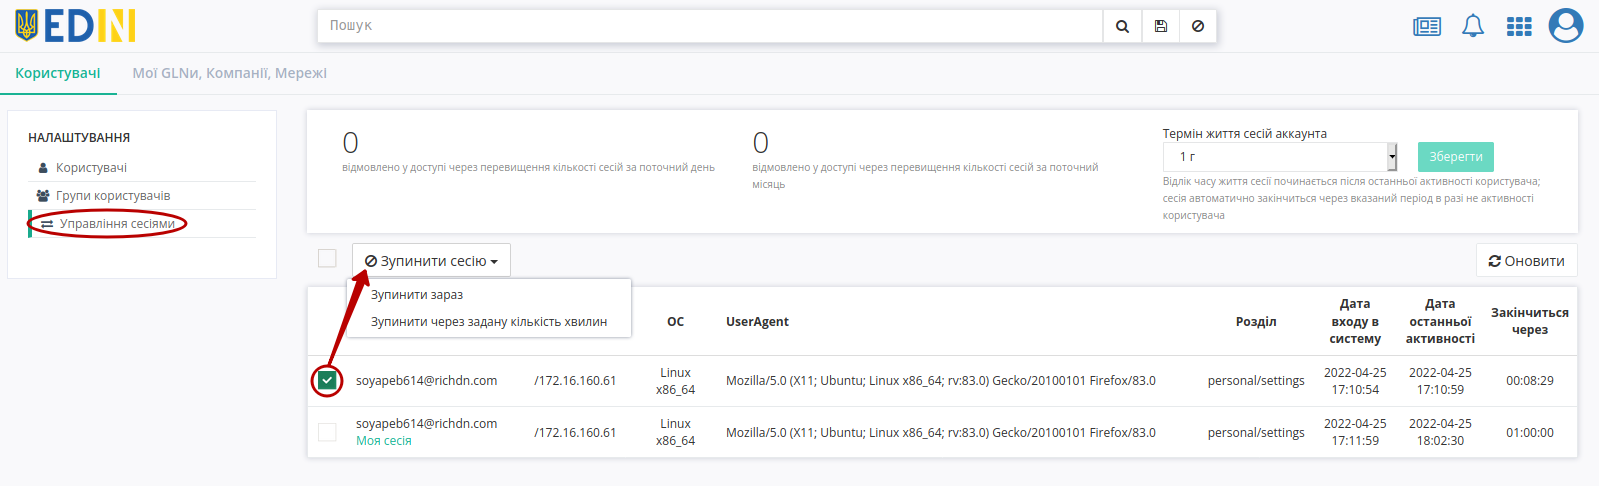 EDIN
Пошук
Користувачі
Мої GLNи, Компанії, Мережі
НАЛАШТУВАННЯ
Користувачі
Групи користувачів
Управління сесіями
0
відмовлено у доступі через перевищення кількості сесій за поточний день
0
відмовлено у доступі через перевищення кількості сесій за поточний
місяць
Термін життя сесій аккаунта
1 г
Зберегти
Відлік часу життя сесії починається після останньої активності користувача;
сесія автоматично закінчиться через вказаний період в разі не активності
користувача
Зупинити сесію
Оновити
Зупинити зараз
Зупинити через задану кількість хвилин
ОС
UserAgent
Розділ
Дата
входу в
систему
Дата
останньої
активності
Закінчиться
через
soyapeb614@richdn.com
/172.16.160.61
Linux
x86_64
Mozilla/5.0 (X11; Ubuntu; Linux x86_64; rv:83.0) Gecko/20100101 Firefox/83.0
personal/settings
2022-04-25
17:10:54
2022-04-25
17:10:59
00:08:29
soyapeb614@richdn.com
Моя сесія
/172.16.160.61
Linux
x86_64
Mozilla/5.0 (X11; Ubuntu; Linux x86_64; rv:83.0) Gecko/20100101 Firefox/83.0
personal/settings
2022-04-25
17:11:59
2022-04-25
18:02:30
01:00:00